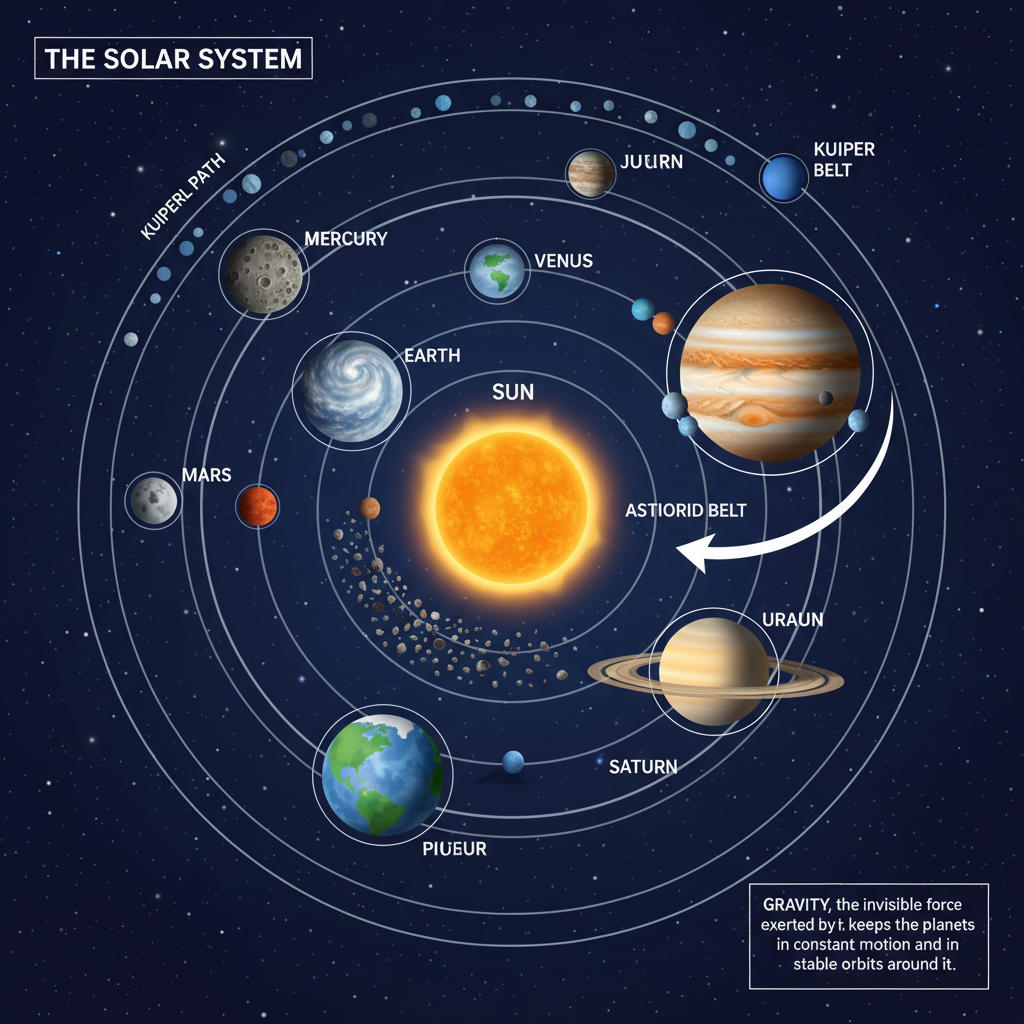 THE SOLAR SYSTEM
KUIPERL PATH
JUURN
KUIPER
BELT
MERCURY
VENUS
EARTH
SUN
MARS
ASTIORID BELT
URAUN
SATURN
PIUEUR
GRAVITY, the invisible force
exerted by t. keeps the planets
in constant motion and in
stable orbits around it.